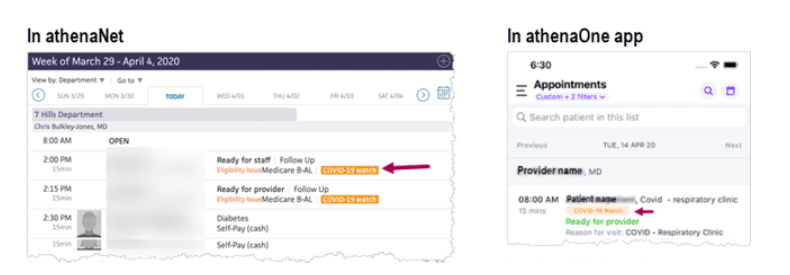 In athenaNet
Week of March 29 - April 4, 2020
View by: Department ▼ | Go to ▼
SUN 3/29 MON 3/30 TODAY WED 4/01 THU 4/02 FRI 4/03 SAT 4/04
7 Hills Department
Chris Bulkley-Jones, MD
8:00 AM OPEN
2:00 PM Ready for staff | Follow Up
15min Eligibility Issue Medicare B-AL | COVID-19 watch
2:15 PM Ready for provider | Follow Up
15min Eligibility Issue Medicare B-AL | COVID-19 watch
2:30 PM Diabetes
15min Self-Pay (cash)
15min Self-Pay (cash)
In athenaOne app
6:30
Appointments
Custom + 2 filters
Search patient in this list
Previous TUE, 14 APR 20 Next
Provider name, MD
08:00 AM Patient name, Covid - respiratory clinic
15 mins COVID-19 Watch
Ready for provider
Reason for visit: COVID - Respiratory Clinic